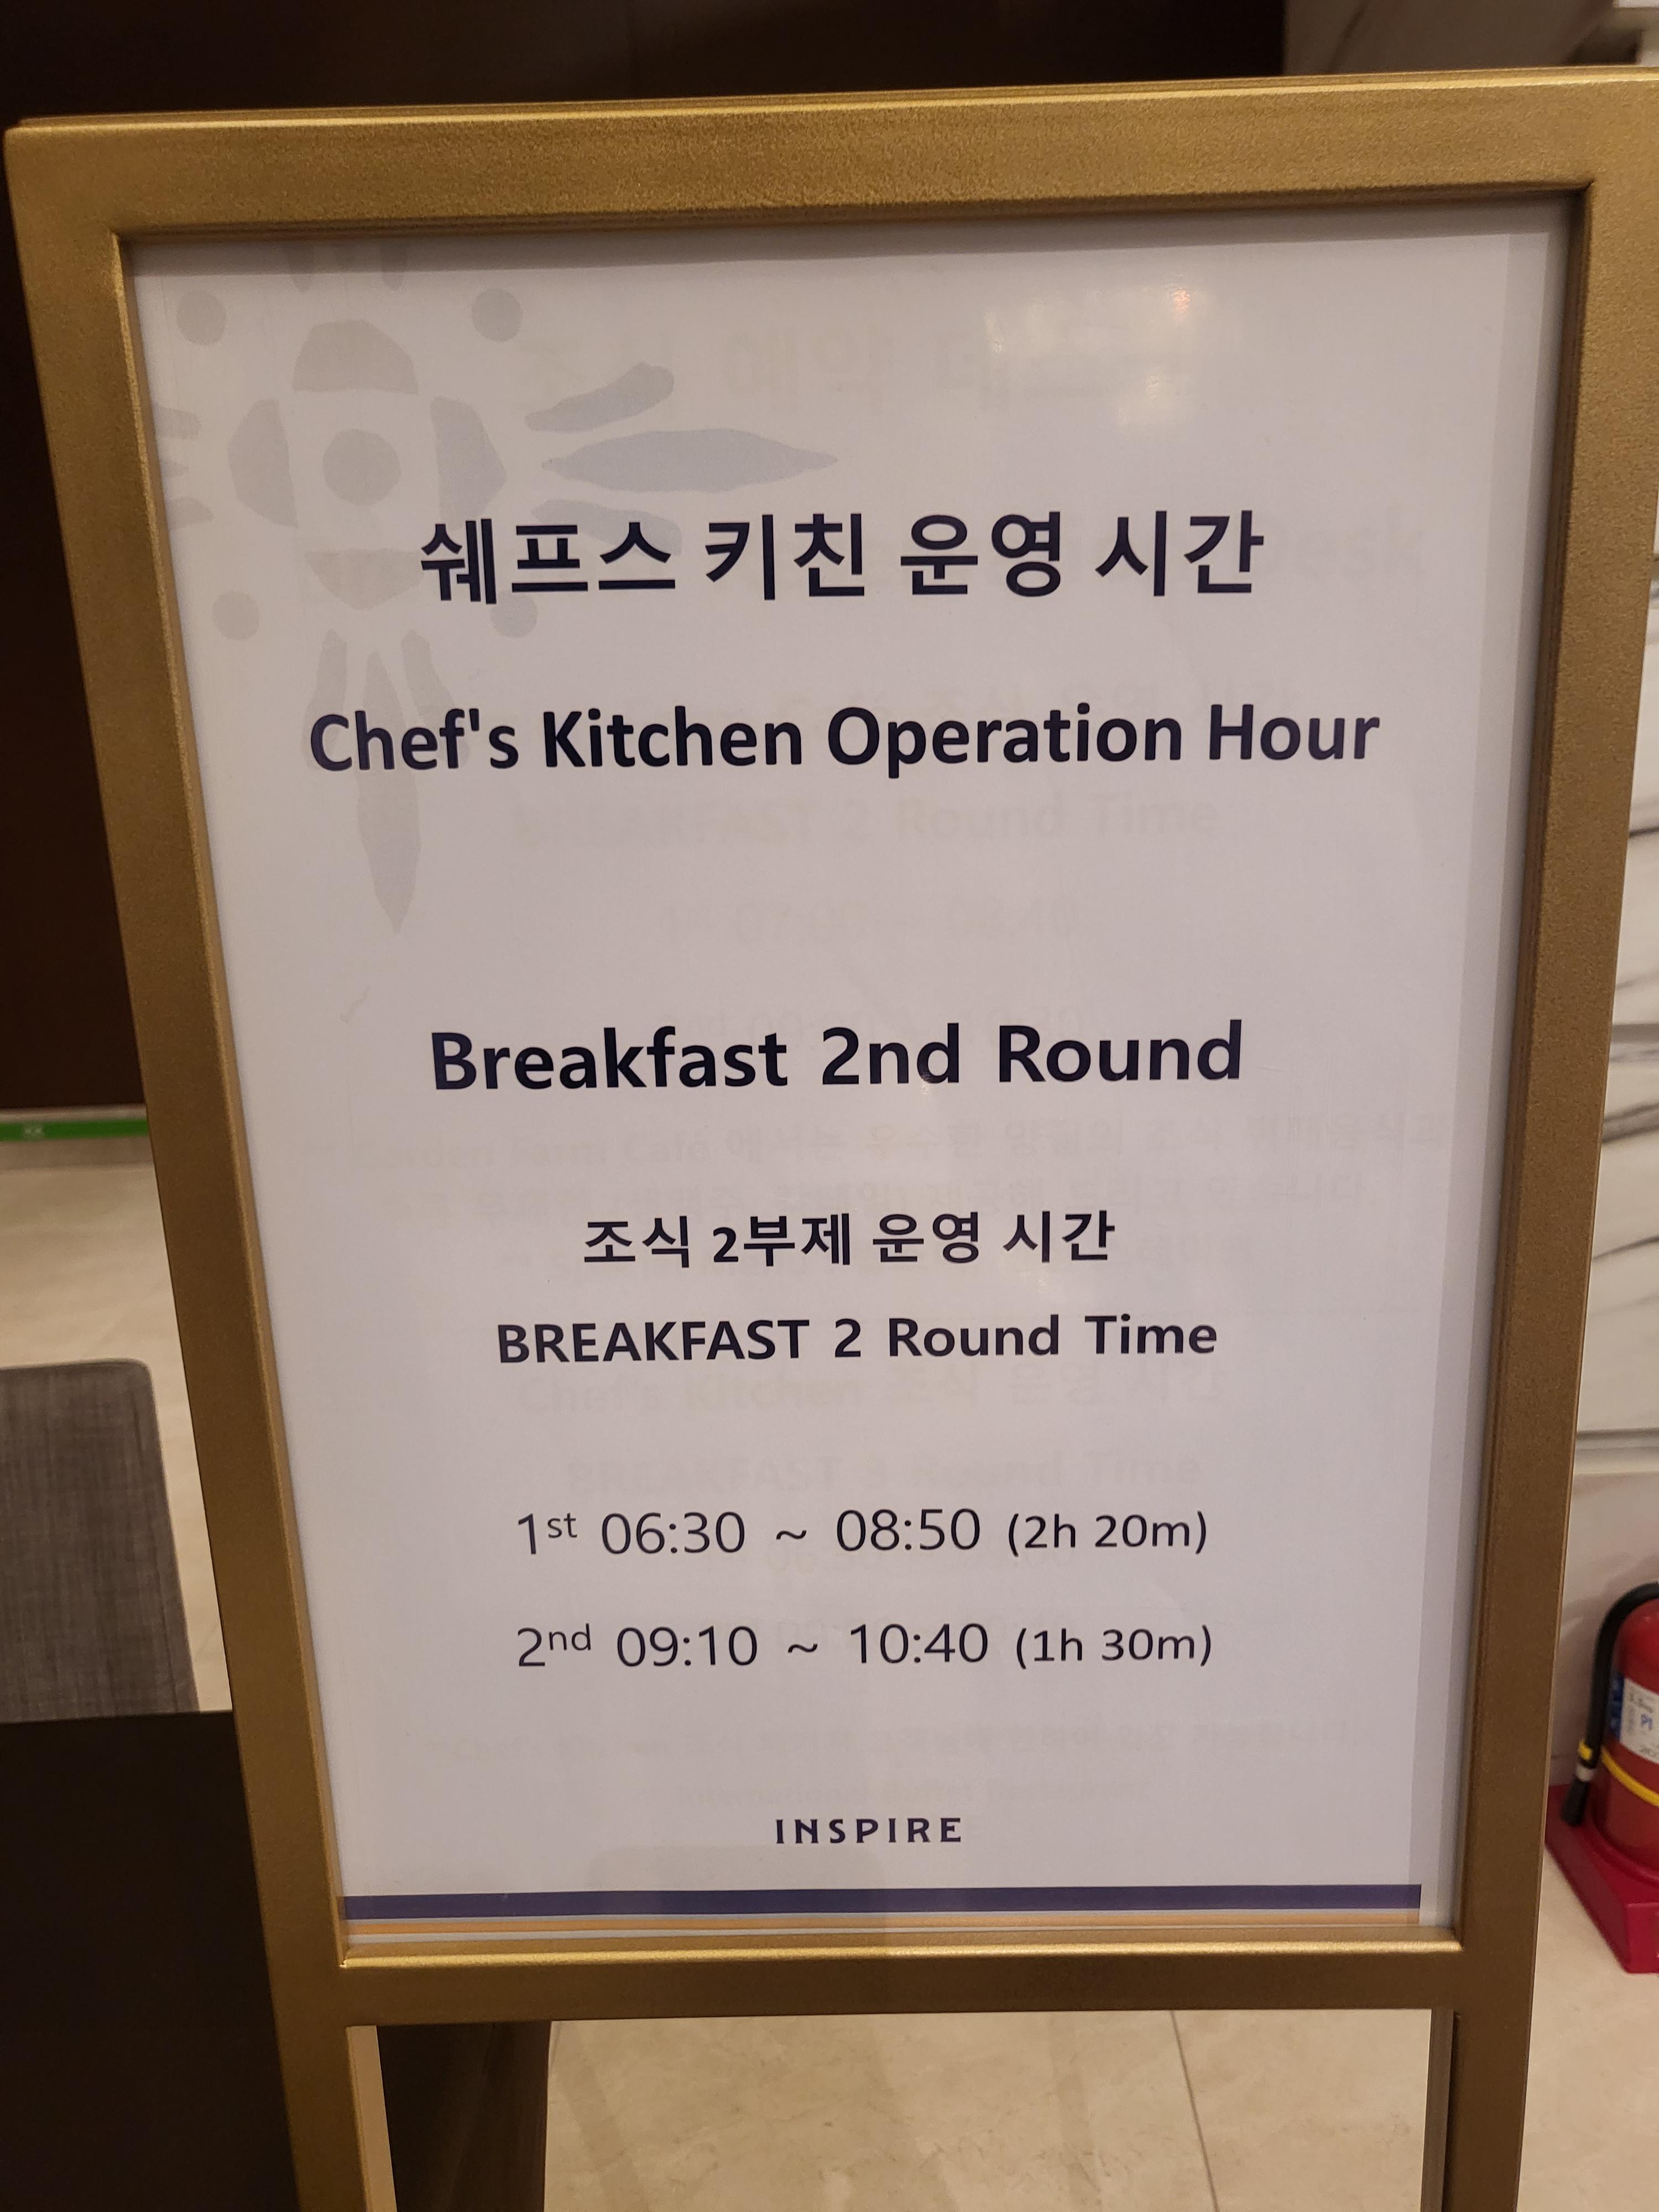 쉐프스 키친 운영 시간
Chef's Kitchen Operation Hour
Breakfast 2nd Round
조식 2부제 운영 시간
BREAKFAST 2 Round Time
1st 06:30 ~ 08:50 (2h 20m)
2nd 09:10 ~ 10:40 (1h 30m)
INSPIRE